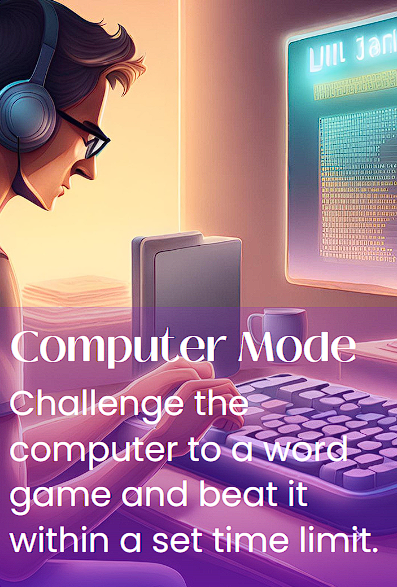 Computer Mode
Challenge the
computer to a word
game and beat it
within a set time limit.